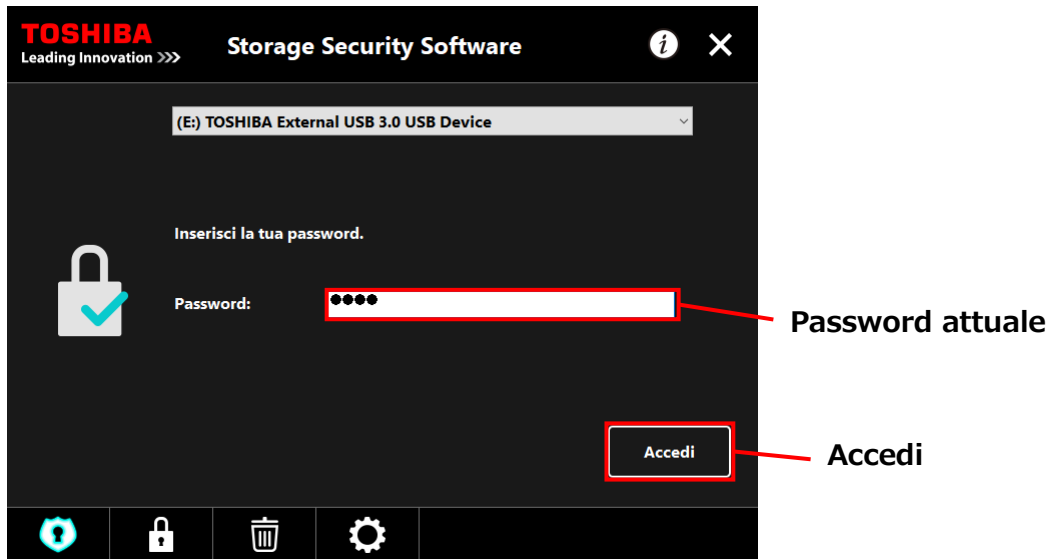 TOSHIBA
Leading Innovation >>>
Storage Security Software
(E:) TOSHIBA External USB 3.0 USB Device
Inserisci la tua password.
Password:
●●●●
Password attuale
Accedi
Accedi